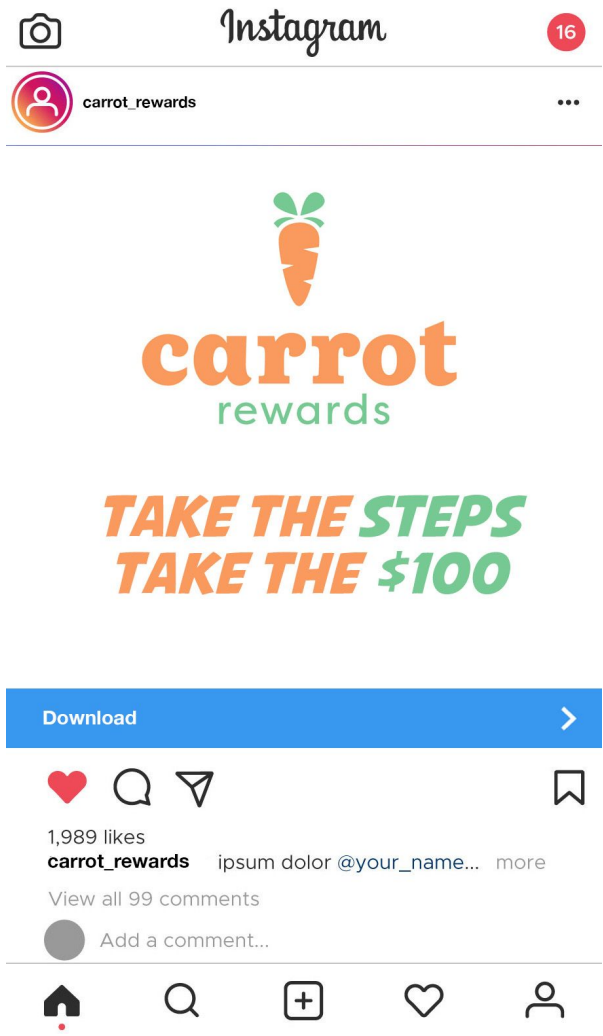 Instagram
16
carrot_rewards
carrot
rewards
TAKE THE STEPS
TAKE THE $100
Download
1,989 likes
carrot_rewards ipsum dolor @your_name... more
View all 99 comments
Add a comment...